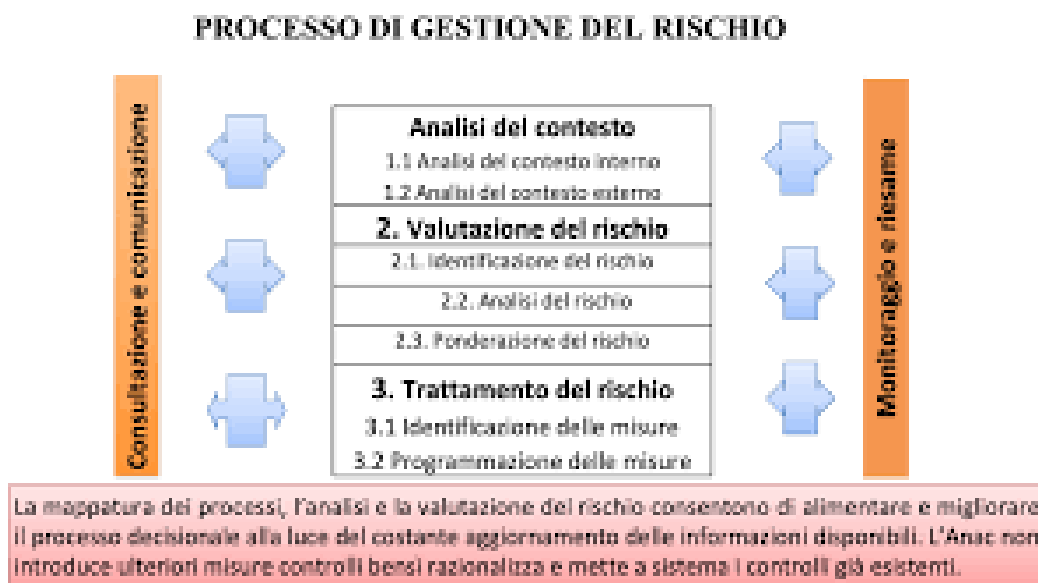 PROCESSO DI GESTIONE DEL RISCHIO
Consultazione e comunicazione
Analisi del contesto
1.1 Analisi del contesto interno
1.2 Analisi del contesto esterno
2. Valutazione del rischio
2.1. Identificazione del rischio
2.2. Analisi del rischio
2.3. Ponderazione del rischio
3. Trattamento del rischio
3.1 Identificazione delle misure
3.2 Programmazione delle misure
Monitoraggio e riesame
La mappatura dei processi, l'analisi e la valutazione del rischio consentono di alimentare e migliorare
il processo decisionale alla luce del costante aggiornamento delle informazioni disponibili. L'Anac non
introduce ulteriori misure controlli bensi razionalizza e mette a sistema i controlli già esistenti.